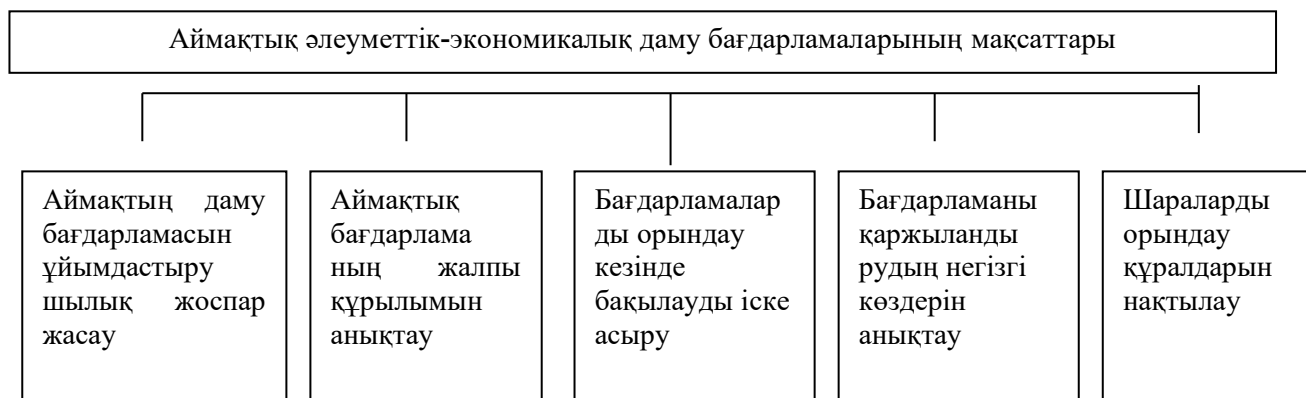 Аймақтық әлеуметтік-экономикалық даму бағдарламаларының мақсаттары
Аймақтың даму
бағдарламасын
ұйымдастыру
шылық жоспар
жасау
Аймақтық
бағдарлама
ның жалпы
құрылымын
анықтау
Бағдарламалар
ды орындау
кезінде
бақылауды іске
асыру
Бағдарламаны
қаржыланды
рудың негізгі
көздерін
анықтау
Шараларды
орындау
құралдарын
нақтылау